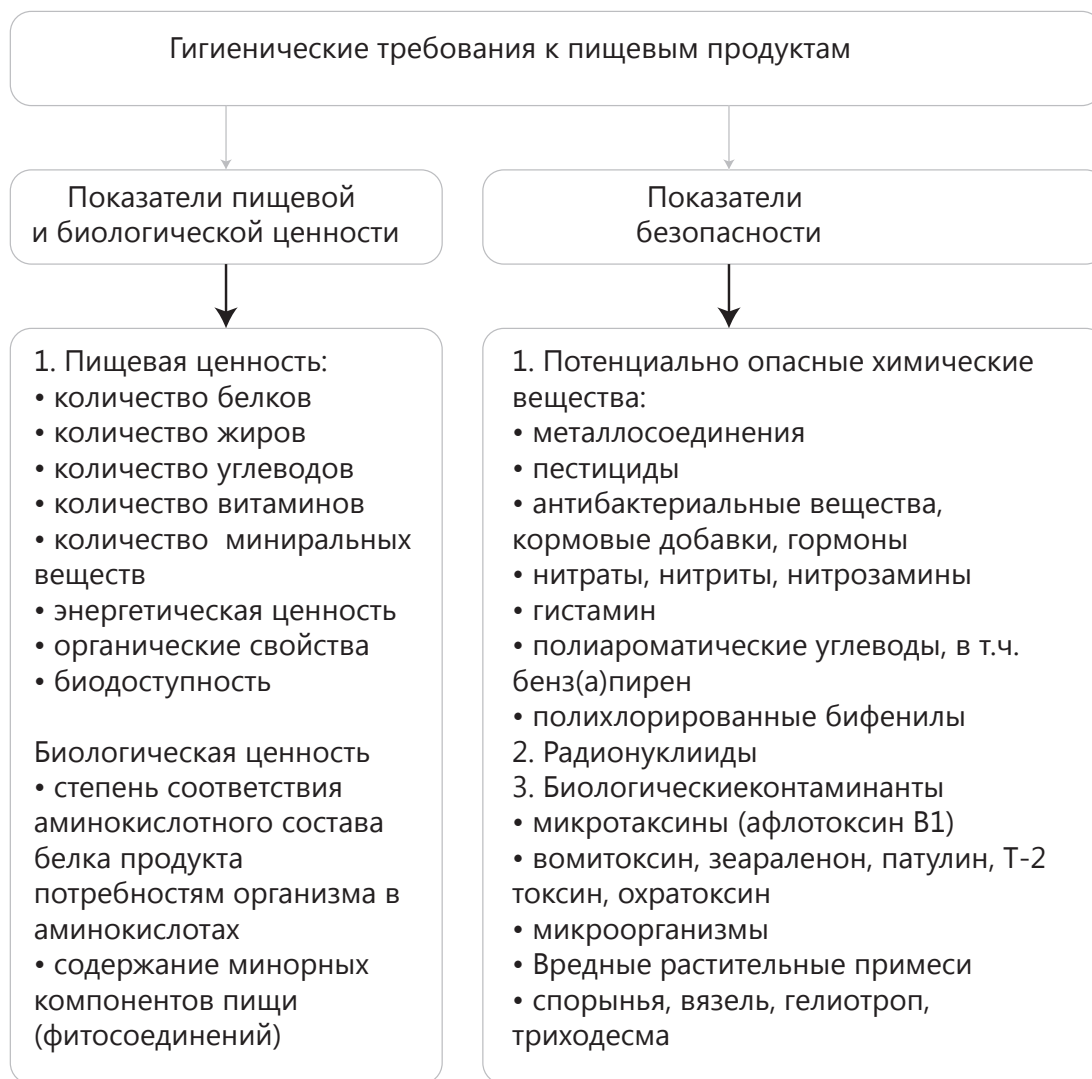 Гигиенические требования к пищевым продуктам
Показатели пищевой
и биологической ценности
Показатели
безопасности
1. Пищевая ценность:
• количество белков
• количество жиров
• количество углеводов
• количество витаминов
• количество  миниральных
веществ
• энергетическая ценность
• органические свойства
• биодоступность
Биологическая ценность
• степень соответствия
аминокислотного состава
белка продукта
потребностям организма в
аминокислотах
• содержание минорных
компонентов пищи
(фитосоединений)
1. Потенциально опасные химические
вещества:
• металлосоединения
• пестициды
• антибактериальные вещества,
кормовые добавки, гормоны
• нитраты, нитриты, нитрозамины
• гистамин
• полиароматические углеводы, в т.ч.
бенз(а)пирен
• полихлорированные бифенилы
2. Радионуклииды
3. Биологическиеконтаминанты
• микротаксины (афлотоксин В1)
• вомитоксин, зеараленон, патулин, Т-2
токсин, охратоксин
• микроорганизмы
• Вредные растительные примеси
• спорынья, вязель, гелиотроп,
триходесма